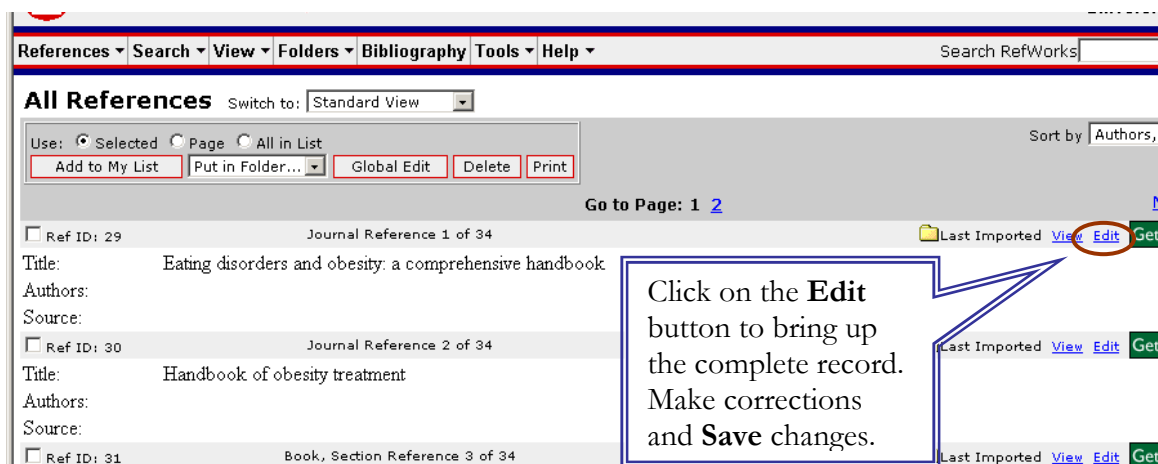 References Search View Folders Bibliography Tools Help Search RefWorks
All References Switch to: Standard View
Use: Selected Page All in List Sort by Authors,
Add to My List Put in Folder... Global Edit Delete Print
Go to Page: 1 2
Ref ID: 29 Journal Reference 1 of 34 Last Imported View Edit Get
Title: Eating disorders and obesity: a comprehensive handbook
Authors:
Source:
Click on the Edit
button to bring up
the complete record.
Make corrections
and Save changes.
Ref ID: 30 Journal Reference 2 of 34 Last Imported View Edit Get
Title: Handbook of obesity treatment
Authors:
Source:
Ref ID: 31 Book, Section Reference 3 of 34 Last Imported View Edit Get